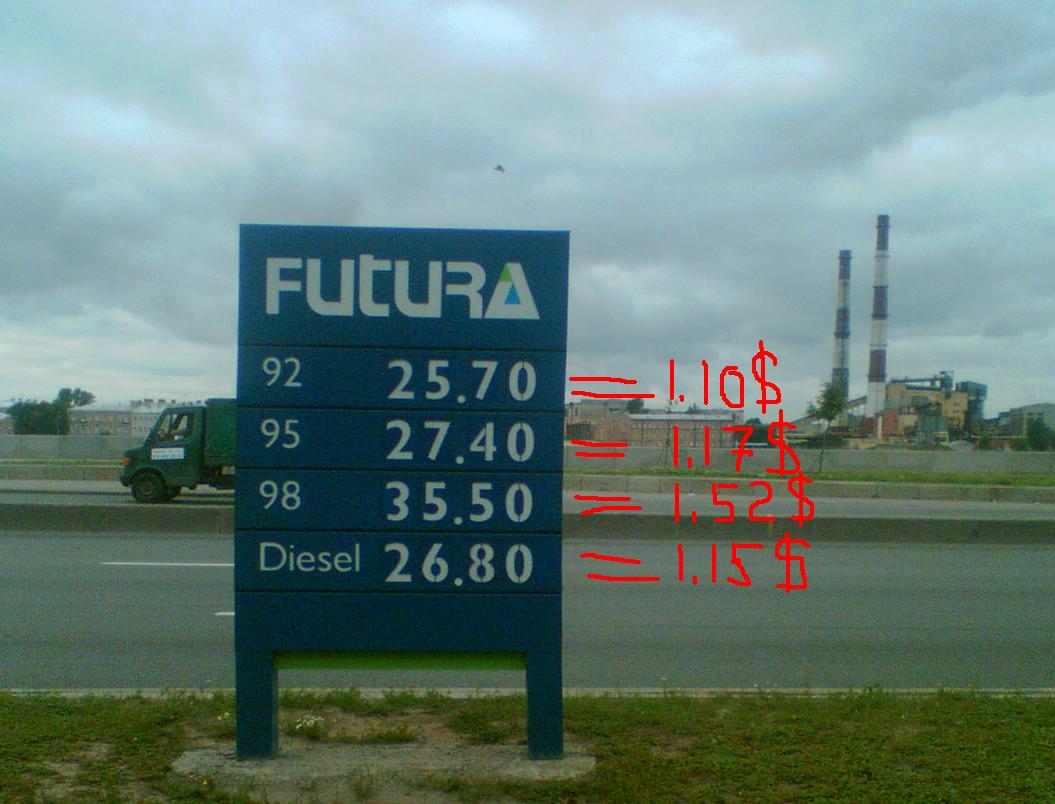 FUTURA
92 25.70 = 1.10$
95 27.40 = 1.17$
98 35.50 = 1.52$
Diesel 26.80 = 1.15$